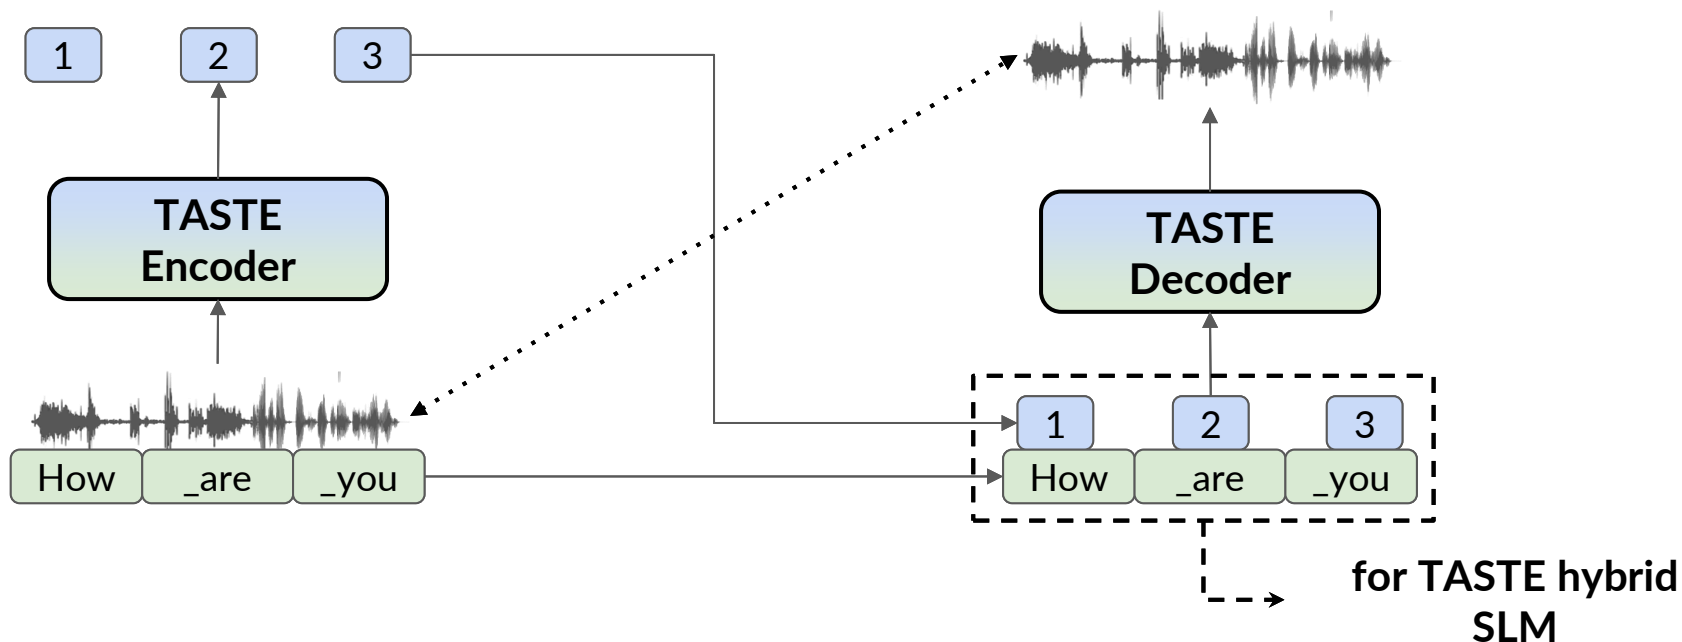 1 2 3
TASTE
Encoder
How _are _you
TASTE
Decoder
1 2 3
How _are _you
for TASTE hybrid
SLM